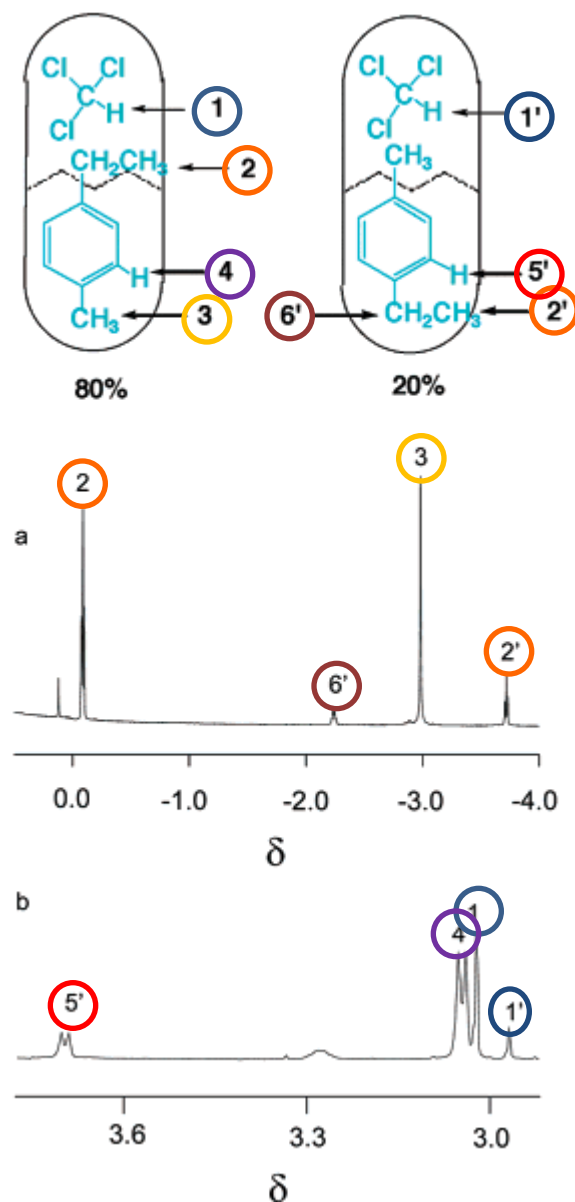 Cl Cl Cl Cl
C H 1 C H 1'
Cl Cl
CH₂CH₃ 2 CH₃
H 4 H 5'
CH₃ 3 6' CH₂CH₃ 2'
80% 20%
a 2 6' 3 2'
0.0 -1.0 -2.0 -3.0 -4.0
δ
b 5' 4 1 1'
3.6 3.3 3.0
δ